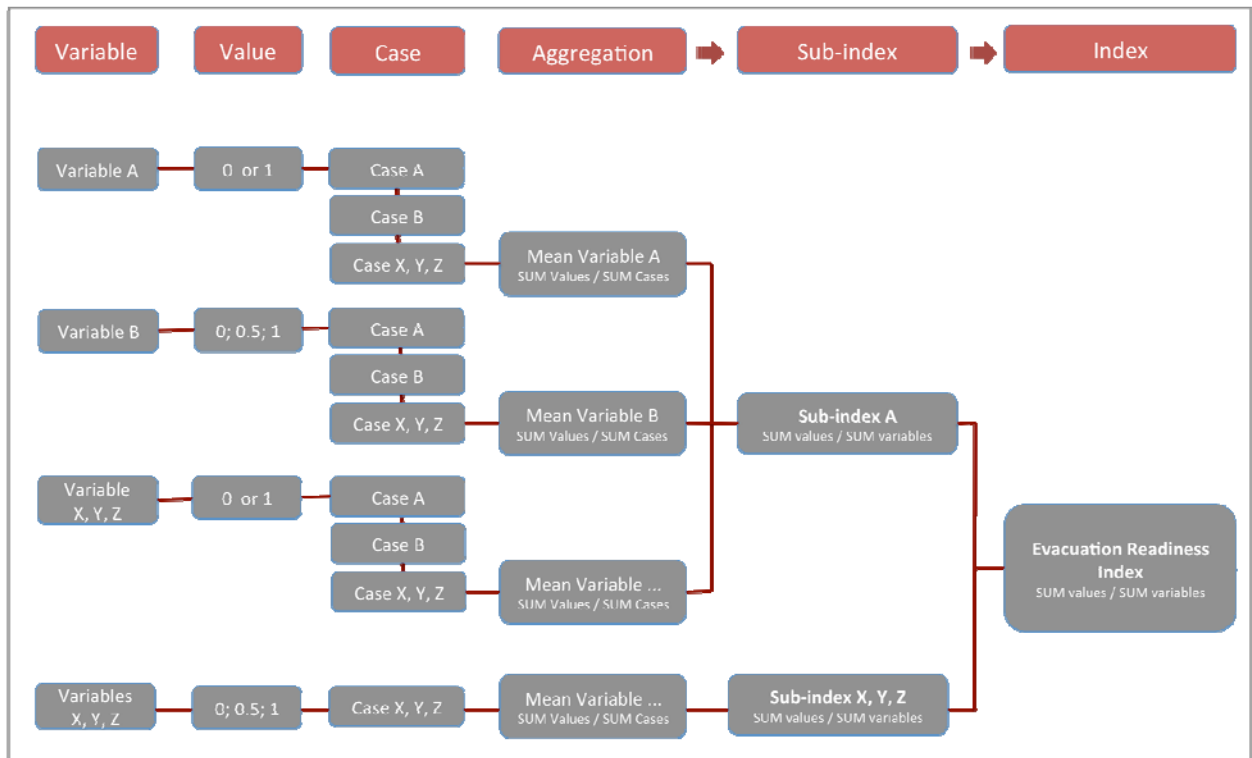 Variable
Value
Case
Aggregation
Sub-index
Index
Variable A
0 or 1
Case A
Case B
Case X, Y, Z
Mean Variable A
SUM Values / SUM Cases
Variable B
0; 0.5; 1
Case A
Case B
Case X, Y, Z
Mean Variable B
SUM Values / SUM Cases
Sub-index A
SUM values / SUM variables
Variable
X, Y, Z
0 or 1
Case A
Case B
Case X, Y, Z
Mean Variable ...
SUM Values / SUM Cases
Evacuation Readiness
Index
SUM values / SUM variables
Variables
X, Y, Z
0; 0.5; 1
Case X, Y, Z
Mean Variable ...
SUM Values / SUM Cases
Sub-index X, Y, Z
SUM values / SUM variables